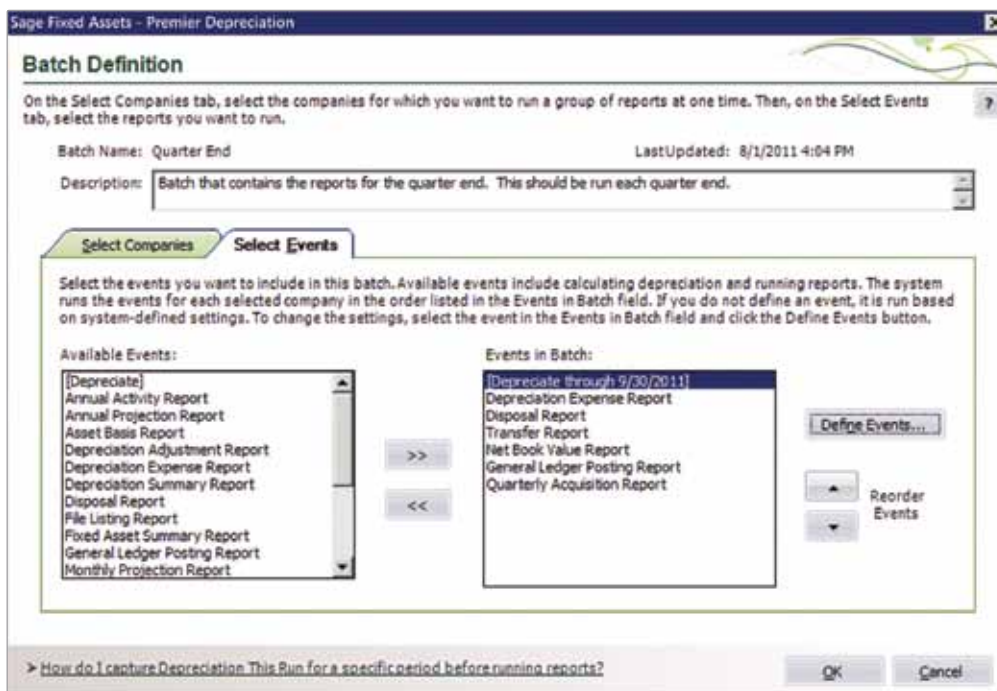 Sage Fixed Assets - Premier Depreciation
Batch Definition
On the Select Companies tab, select the companies for which you want to run a group of reports at one time. Then, on the Select Events
tab, select the reports you want to run.
?
Batch Name: Quarter End
LastUpdated: 8/1/2011 4:04 PM
Description: Batch that contains the reports for the quarter end. This should be run each quarter end.
Select Companies
Select Events
Select the events you want to include in this batch. Available events include calculating depreciation and running reports. The system
runs the events for each selected company in the order listed in the Events in Batch field. If you do not define an event, it is run based
on system-defined settings. To change the settings, select the event in the Events in Batch field and click the Define Events button.
Available Events:
[Depreciate]
Annual Activity Report
Annual Projection Report
Asset Basis Report
Depreciation Adjustment Report
Depreciation Expense Report
Depreciation Summary Report
Disposal Report
File Listing Report
Fixed Asset Summary Report
General Ledger Posting Report
Monthly Projection Report
>>
<<
Events in Batch:
[Depreciate through 9/30/2011]
Depreciation Expense Report
Disposal Report
Transfer Report
Net Book Value Report
General Ledger Posting Report
Quarterly Acquisition Report
Define Events...
Reorder
Events
> How do I capture Depreciation This Run for a specific period before running reports?
OK
Cancel